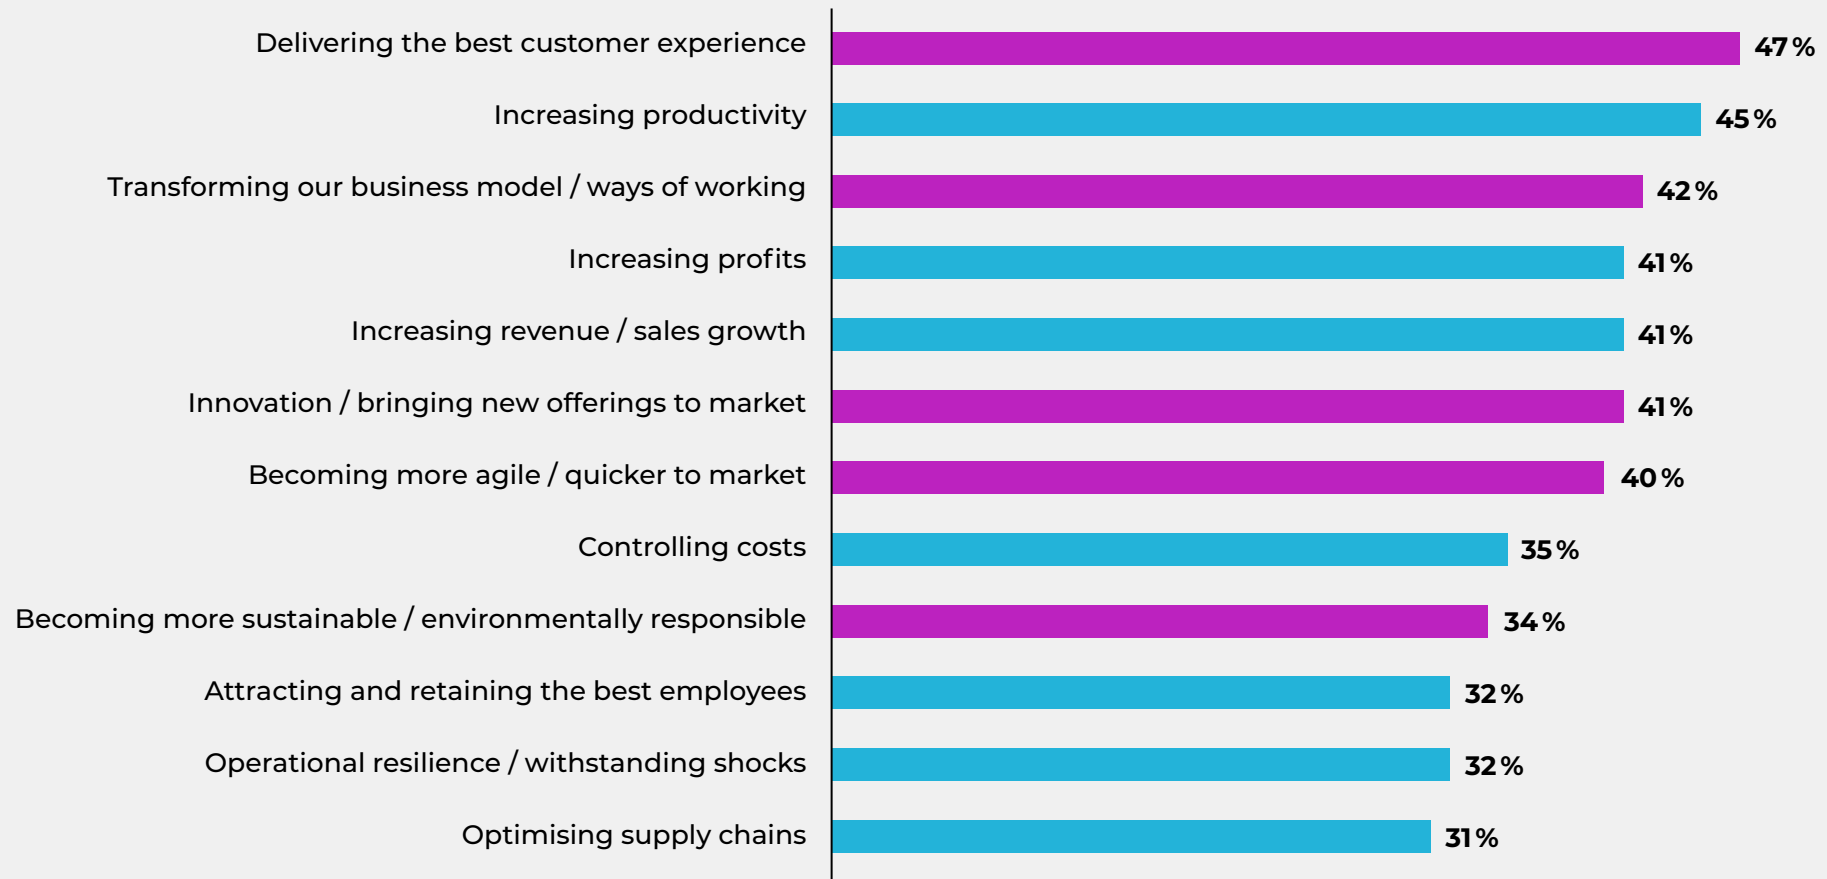 Delivering the best customer experience 47%
Increasing productivity 45%
Transforming our business model / ways of working 42%
Increasing profits 41%
Increasing revenue / sales growth 41%
Innovation / bringing new offerings to market 41%
Becoming more agile / quicker to market 40%
Controlling costs 35%
Becoming more sustainable / environmentally responsible 34%
Attracting and retaining the best employees 32%
Operational resilience / withstanding shocks 32%
Optimising supply chains 31%